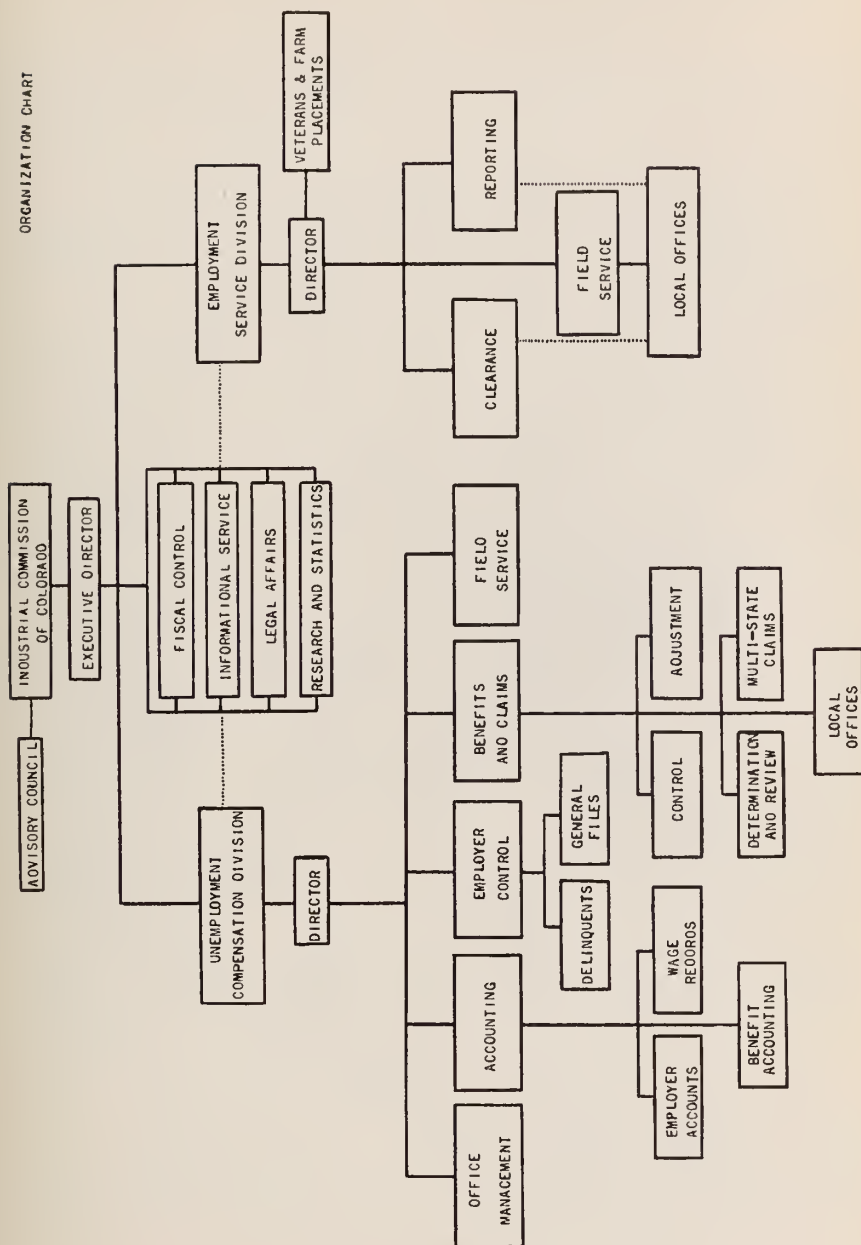 ORGANIZATION CHART
INDUSTRIAL COMMISSION
OF COLORADO
ADVISORY COUNCIL
EXECUTIVE DIRECTOR
FISCAL CONTROL
INFORMATIONAL SERVICE
LEGAL AFFAIRS
RESEARCH AND STATISTICS
UNEMPLOYMENT
COMPENSATION DIVISION
DIRECTOR
EMPLOYMENT
SERVICE DIVISION
DIRECTOR
VETERANS & FARM
PLACEMENTS
OFFICE
MANAGEMENT
ACCOUNTING
EMPLOYER
CONTROL
BENEFITS
AND CLAIMS
FIELD
SERVICE
CLEARANCE
REPORTING
FIELD
SERVICE
LOCAL OFFICES
DELINQUENTS
GENERAL
FILES
EMPLOYER
ACCOUNTS
WAGE
RECORDS
BENEFIT
ACCOUNTING
CONTROL
ADJUSTMENT
DETERMINATION
AND REVIEW
MULTI-STATE
CLAIMS
LOCAL
OFFICES